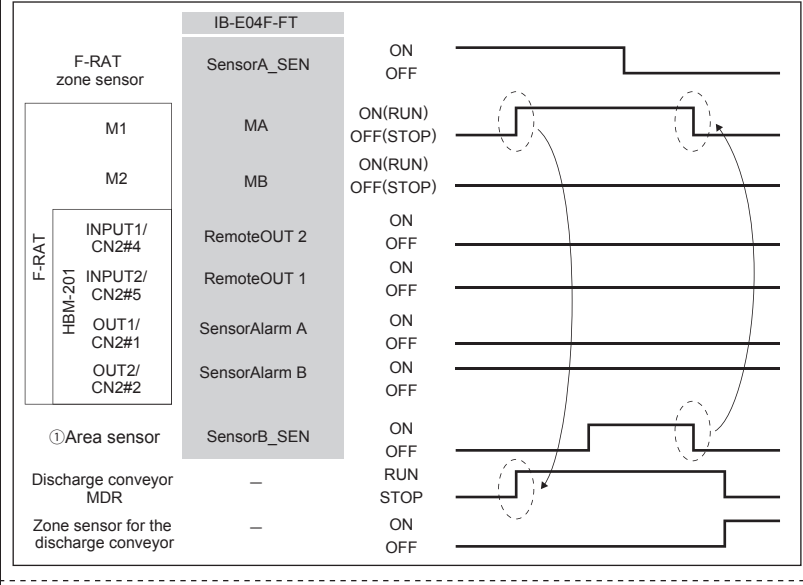 IB-E04F-FT
F-RAT
zone sensor
SensorA_SEN
ON
OFF
F-RAT
M1
MA
ON(RUN)
OFF(STOP)
M2
MB
ON(RUN)
OFF(STOP)
HBM-201
INPUT1/
CN2#4
RemoteOUT 2
ON
OFF
INPUT2/
CN2#5
RemoteOUT 1
ON
OFF
OUT1/
CN2#1
SensorAlarm A
ON
OFF
OUT2/
CN2#2
SensorAlarm B
ON
OFF
①Area sensor
SensorB_SEN
ON
OFF
Discharge conveyor
MDR
–
RUN
STOP
Zone sensor for the
discharge conveyor
–
ON
OFF